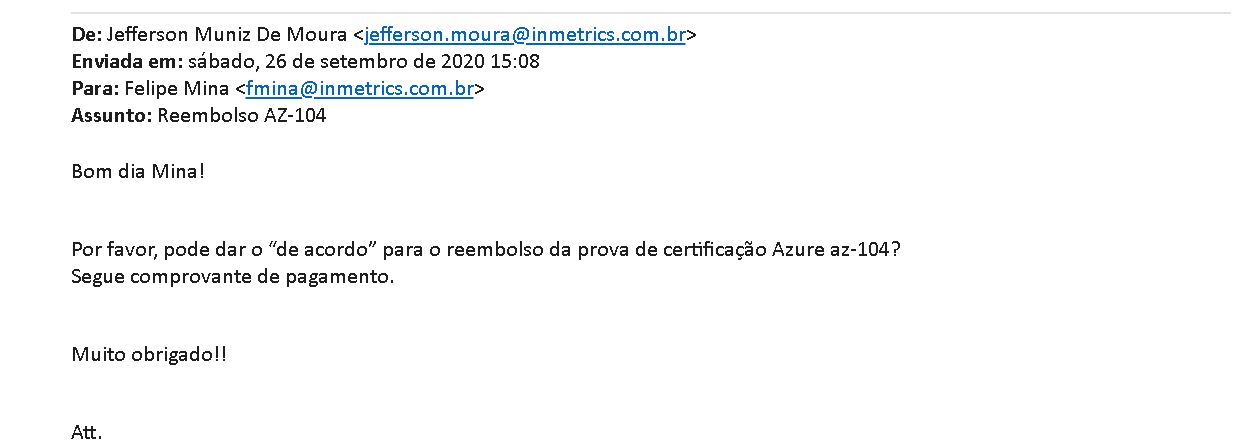 De: Jefferson Muniz De Moura <jefferson.moura@inmetrics.com.br>
Enviada em: sábado, 26 de setembro de 2020 15:08
Para: Felipe Mina <fmina@inmetrics.com.br>
Assunto: Reembolso AZ-104
Bom dia Mina!
Por favor, pode dar o “de acordo” para o reembolso da prova de certificação Azure az-104?
Segue comprovante de pagamento.
Muito obrigado!!
Att.